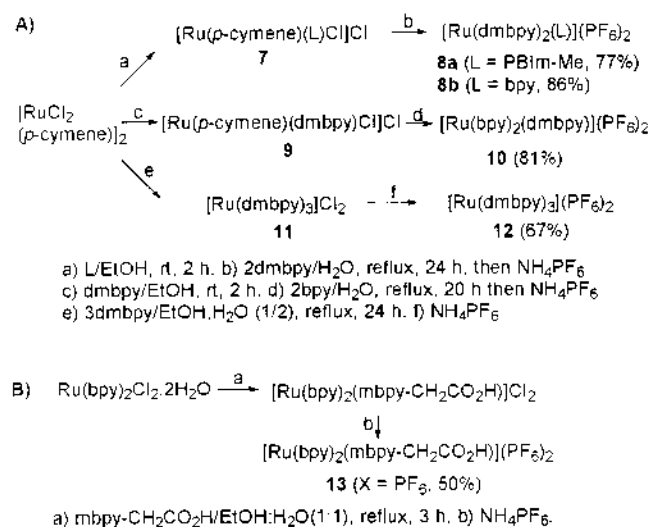 A)
[Ru(p-cymene)(L)Cl]Cl
b
[Ru(dmbpy)2(L)](PF6)2
a
7
8a (L = PBIm-Me, 77%)
8b (L = bpy, 86%)
[RuCl2
(p-cymene)]2
c
[Ru(p-cymene)(dmbpy)Cl]Cl
d
[Ru(bpy)2(dmbpy)](PF6)2
9
10 (81%)
e
[Ru(dmbpy)3]Cl2
f
[Ru(dmbpy)3](PF6)2
11
12 (67%)
a) L/EtOH, rt, 2 h. b) 2dmbpy/H2O, reflux, 24 h, then NH4PF6
c) dmbpy/EtOH, rt, 2 h. d) 2bpy/H2O, reflux, 20 h then NH4PF6
e) 3dmbpy/EtOH.H2O (1/2), reflux, 24 h. f) NH4PF6
B)
Ru(bpy)2Cl2.2H2O
a
[Ru(bpy)2(mbpy-CH2CO2H)]Cl2
b
[Ru(bpy)2(mbpy-CH2CO2H)](PF6)2
13 (X = PF6, 50%)
a) mbpy-CH2CO2H/EtOH:H2O(1:1), reflux, 3 h, b) NH4PF6.